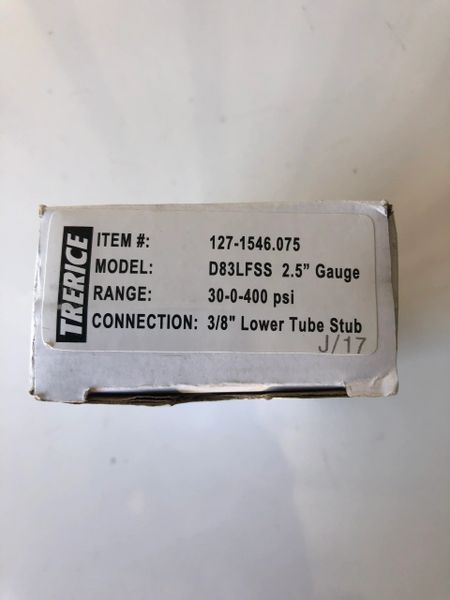 TRERICE
ITEM #: 127-1546.075
MODEL: D83LFSS 2.5” Gauge
RANGE: 30-0-400 psi
CONNECTION: 3/8" Lower Tube Stub
J/17